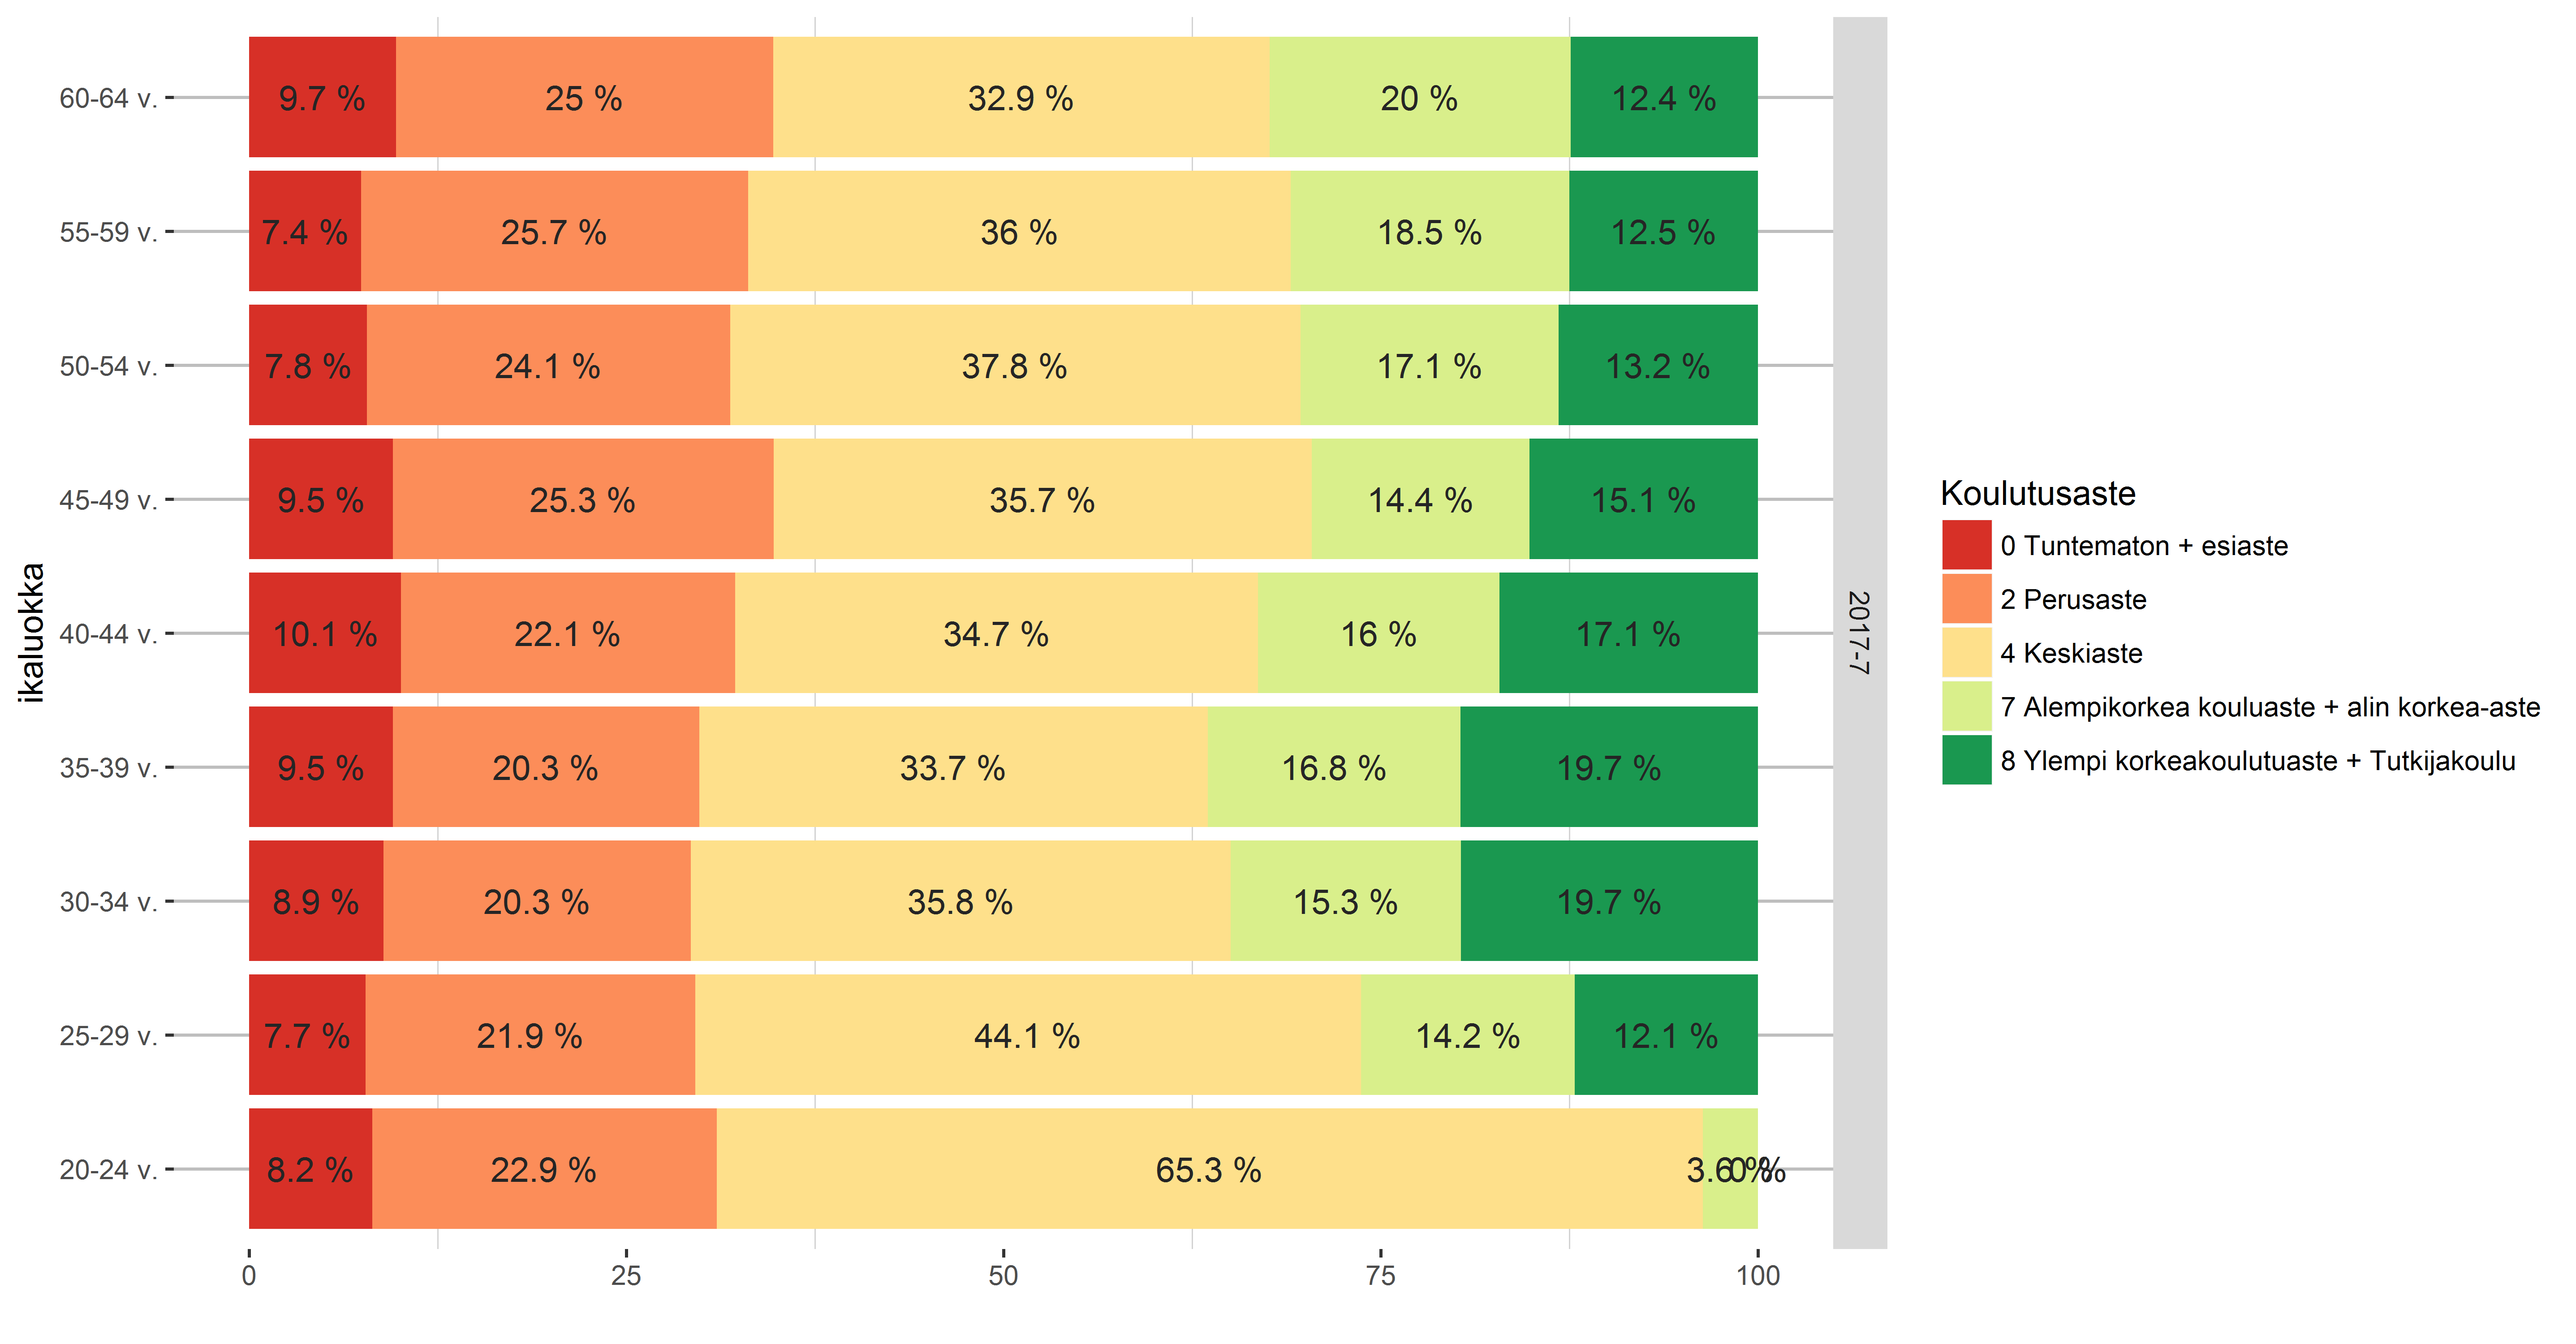 ikaluokka
60-64 v. 9.7 % 25 % 32.9 % 20 % 12.4 %
55-59 v. 7.4 % 25.7 % 36 % 18.5 % 12.5 %
50-54 v. 7.8 % 24.1 % 37.8 % 17.1 % 13.2 %
45-49 v. 9.5 % 25.3 % 35.7 % 14.4 % 15.1 %
40-44 v. 10.1 % 22.1 % 34.7 % 16 % 17.1 %
35-39 v. 9.5 % 20.3 % 33.7 % 16.8 % 19.7 %
30-34 v. 8.9 % 20.3 % 35.8 % 15.3 % 19.7 %
25-29 v. 7.7 % 21.9 % 44.1 % 14.2 % 12.1 %
20-24 v. 8.2 % 22.9 % 65.3 % 3.6 % 0 %
0 25 50 75 100
2017-7
Koulutusaste
0 Tuntematon + esiaste
2 Perusaste
4 Keskiaste
7 Alempikorkea kouluaste + alin korkea-aste
8 Ylempi korkeakoulutuaste + Tutkijakoulu